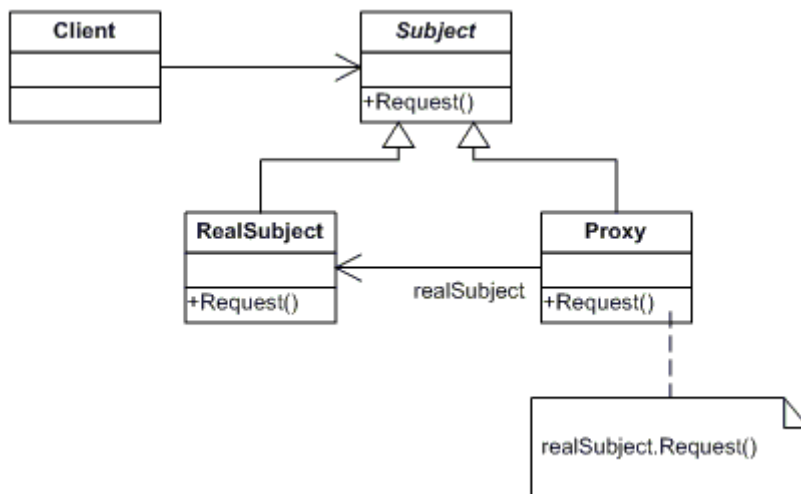 Client
Subject
+Request()
RealSubject
+Request()
Proxy
+Request()
realSubject
realSubject.Request()